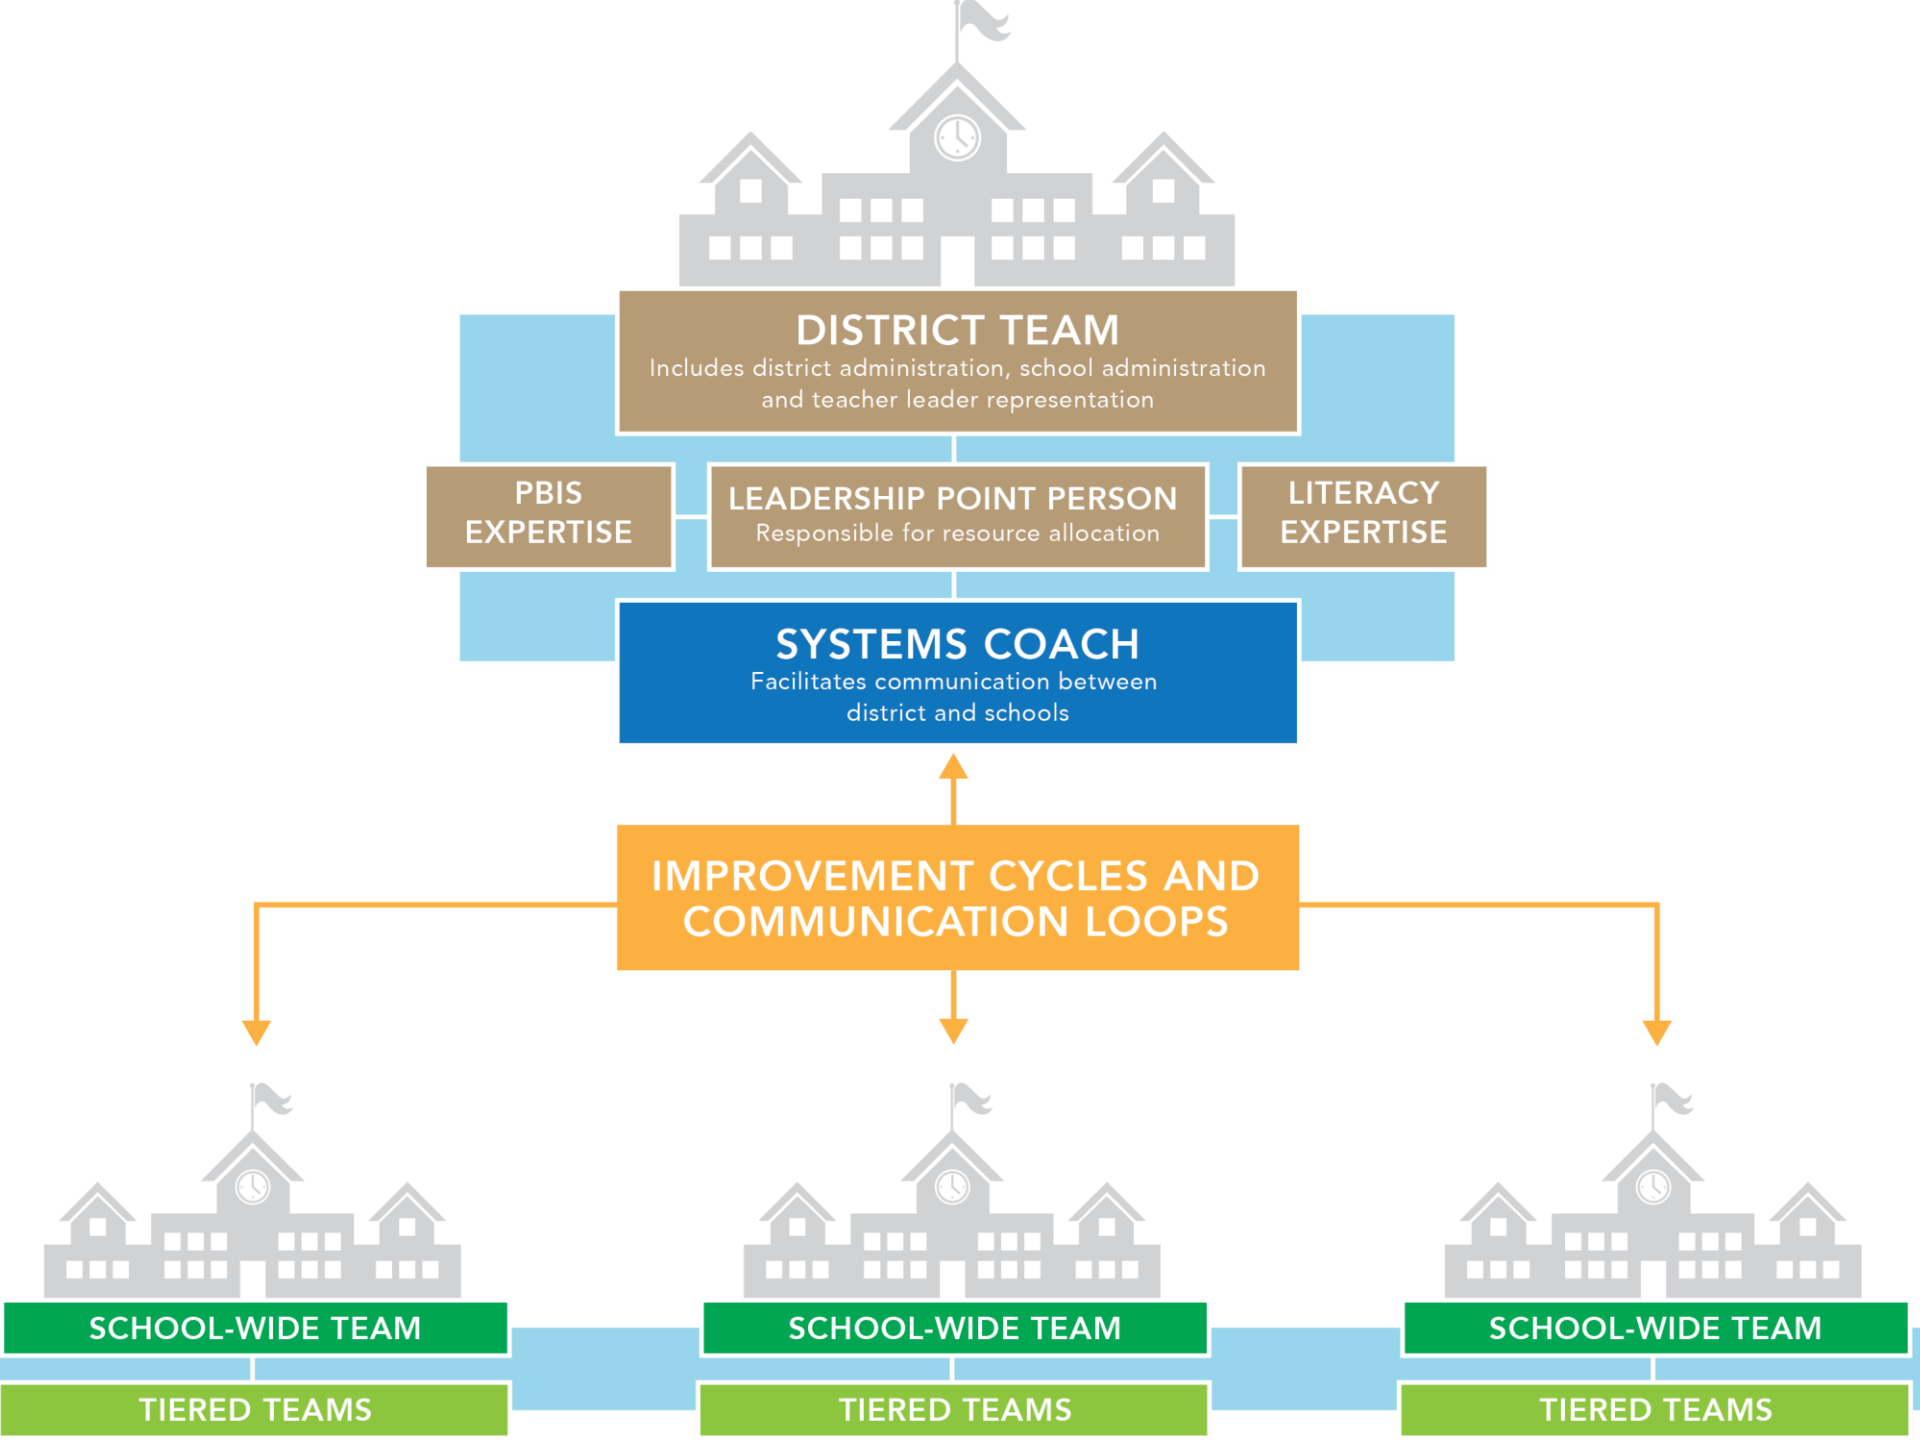 DISTRICT TEAM
Includes district administration, school administration
and teacher leader representation
PBIS
EXPERTISE
LEADERSHIP POINT PERSON
Responsible for resource allocation
LITERACY
EXPERTISE
SYSTEMS COACH
Facilitates communication between
district and schools
IMPROVEMENT CYCLES AND
COMMUNICATION LOOPS
SCHOOL-WIDE TEAM
TIERED TEAMS
SCHOOL-WIDE TEAM
TIERED TEAMS
SCHOOL-WIDE TEAM
TIERED TEAMS